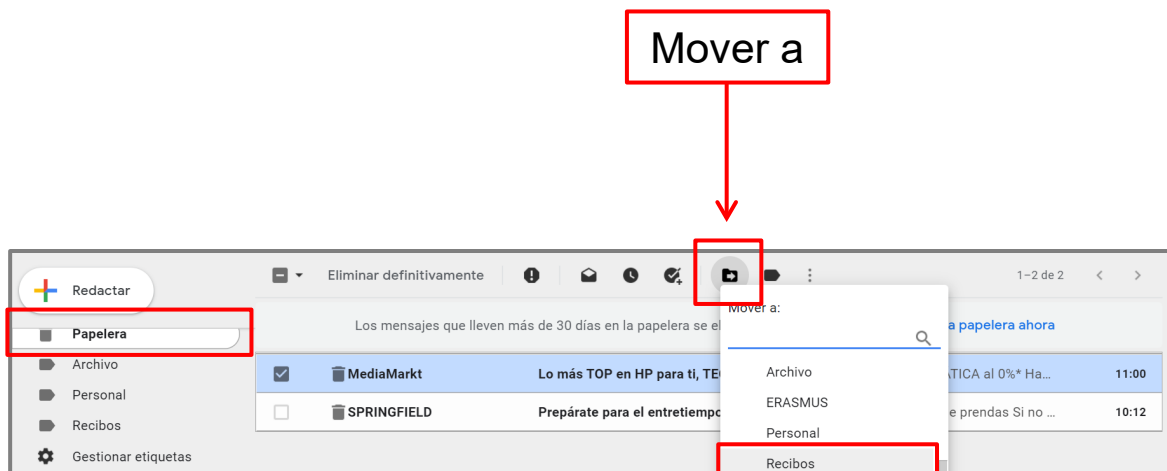 Mover a
Redactar
Eliminar definitivamente
1–2 de 2
Papelera
Los mensajes que lleven más de 30 días en la papelera se el
Mover a:
a papelera ahora
Archivo
MediaMarkt
Lo más TOP en HP para ti, TE
Archivo
TICA al 0%* Ha...
11:00
Personal
SPRINGFIELD
Prepárate para el entretiempo
ERASMUS
e prendas Si no ...
10:12
Recibos
Personal
Gestionar etiquetas
Recibos